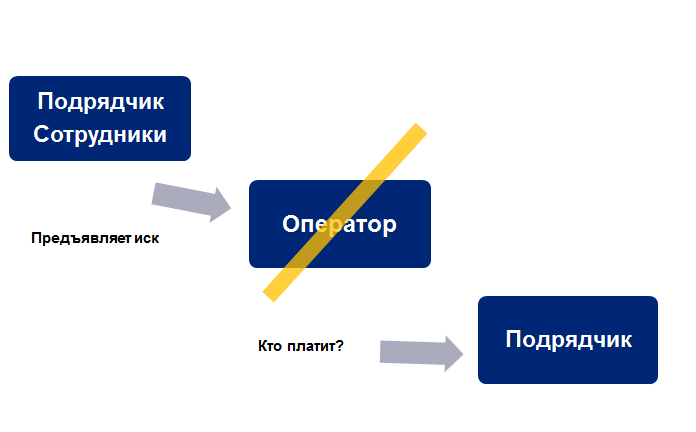 Подрядчик
Сотрудники
Предъявляет иск
Оператор
Кто платит?
Подрядчик